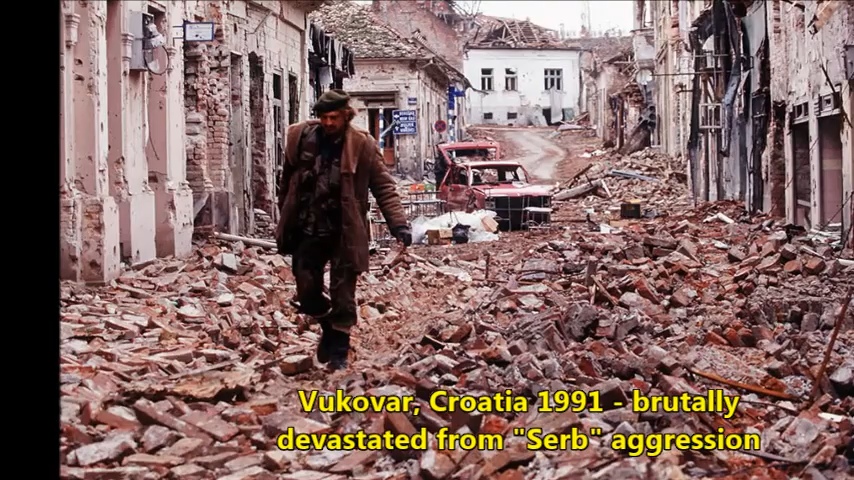 Vukovar, Croatia 1991 - brutally
devastated from "Serb" aggression